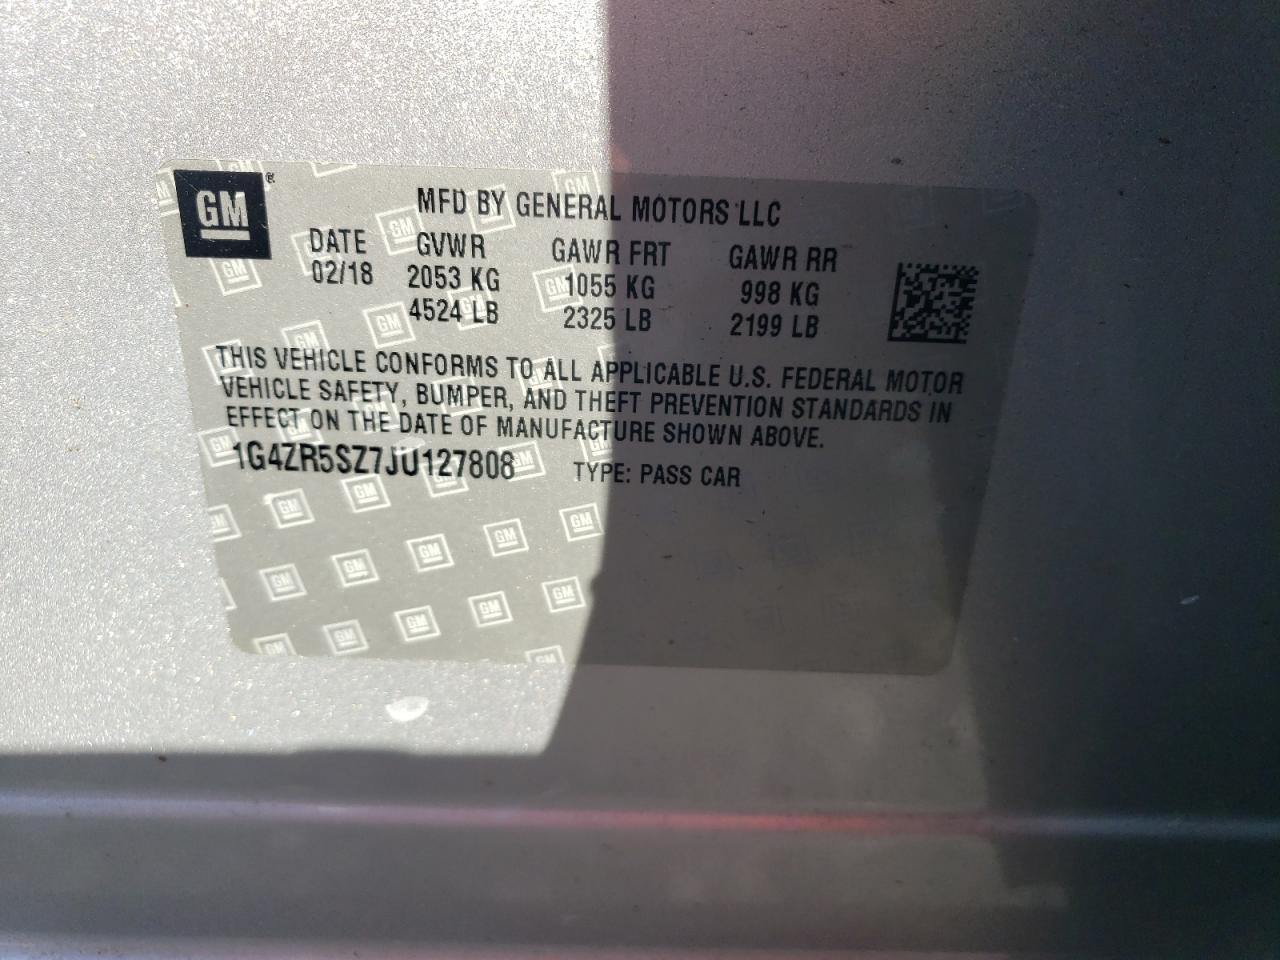 GM®
MFD BY GENERAL MOTORS LLC
DATE GVWR GAWR FRT GAWR RR
02/18 2053 KG 1055 KG 998 KG
4524 LB 2325 LB 2199 LB
THIS VEHICLE CONFORMS TO ALL APPLICABLE U.S. FEDERAL MOTOR
VEHICLE SAFETY, BUMPER, AND THEFT PREVENTION STANDARDS IN
EFFECT ON THE DATE OF MANUFACTURE SHOWN ABOVE.
1G4ZR5SZ7JU127808 TYPE: PASS CAR